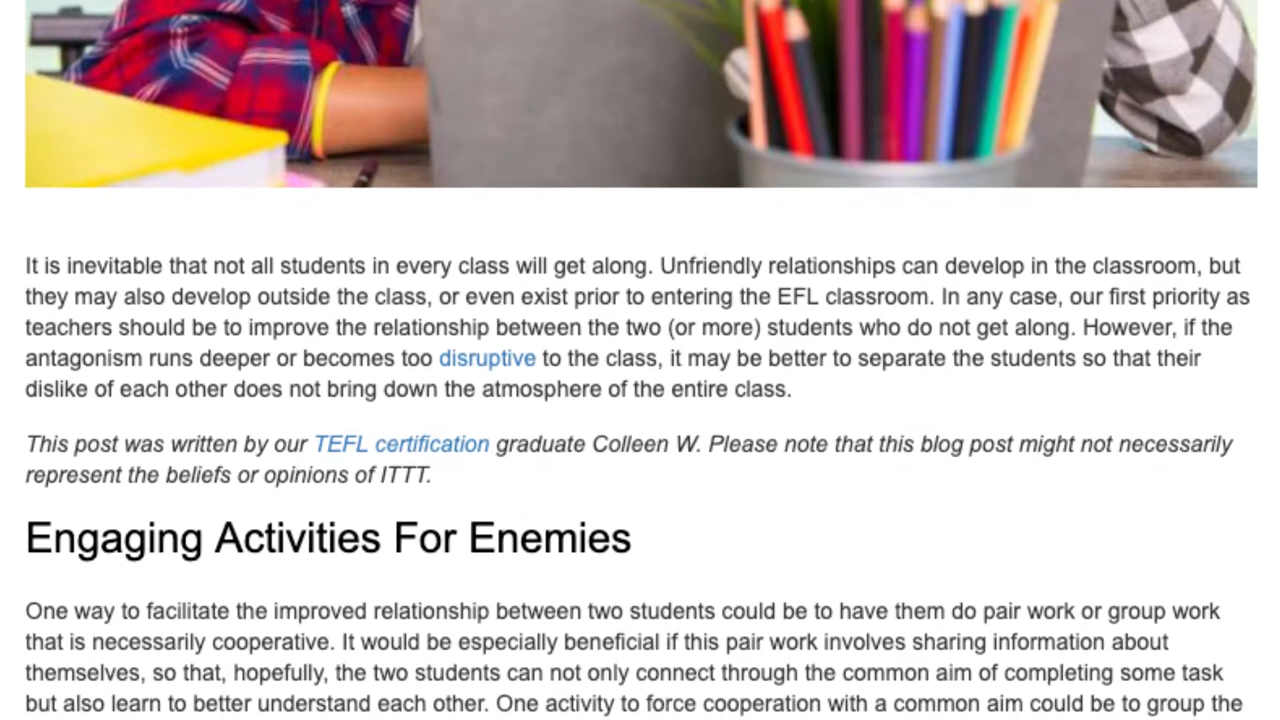 It is inevitable that not all students in every class will get along. Unfriendly relationships can develop in the classroom, but
they may also develop outside the class, or even exist prior to entering the EFL classroom. In any case, our first priority as
teachers should be to improve the relationship between the two (or more) students who do not get along. However, if the
antagonism runs deeper or becomes too disruptive to the class, it may be better to separate the students so that their
dislike of each other does not bring down the atmosphere of the entire class.
This post was written by our TEFL certification graduate Colleen W. Please note that this blog post might not necessarily
represent the beliefs or opinions of ITTT.
Engaging Activities For Enemies
One way to facilitate the improved relationship between two students could be to have them do pair work or group work
that is necessarily cooperative. It would be especially beneficial if this pair work involves sharing information about
themselves, so that, hopefully, the two students can not only connect through the common aim of completing some task
but also learn to better understand each other. One activity to force cooperation with a common aim could be to group the